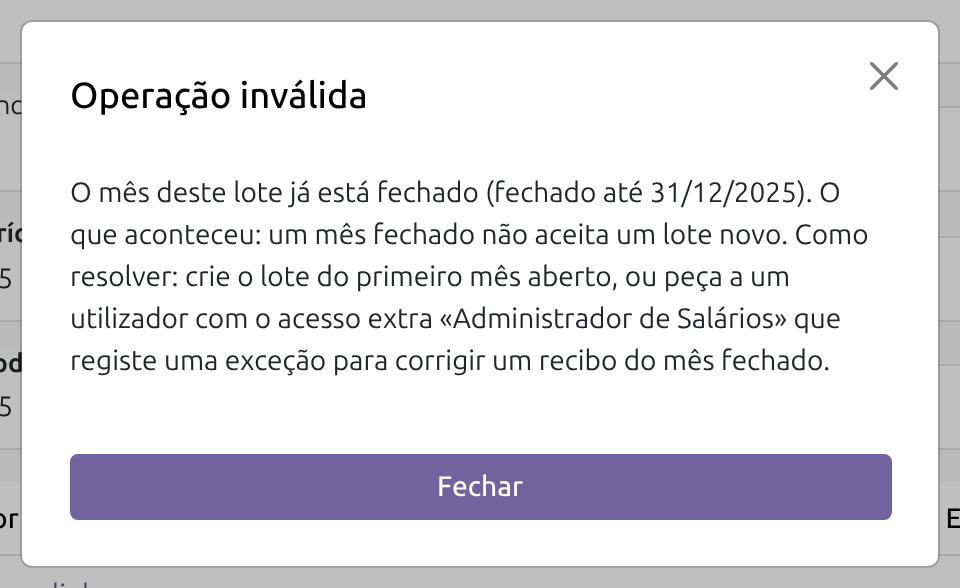 Operação inválida
O mês deste lote já está fechado (fechado até 31/12/2025). O
que aconteceu: um mês fechado não aceita um lote novo. Como
resolver: crie o lote do primeiro mês aberto, ou peça a um
utilizador com o acesso extra «Administrador de Salários» que
registe uma exceção para corrigir um recibo do mês fechado.
Fechar